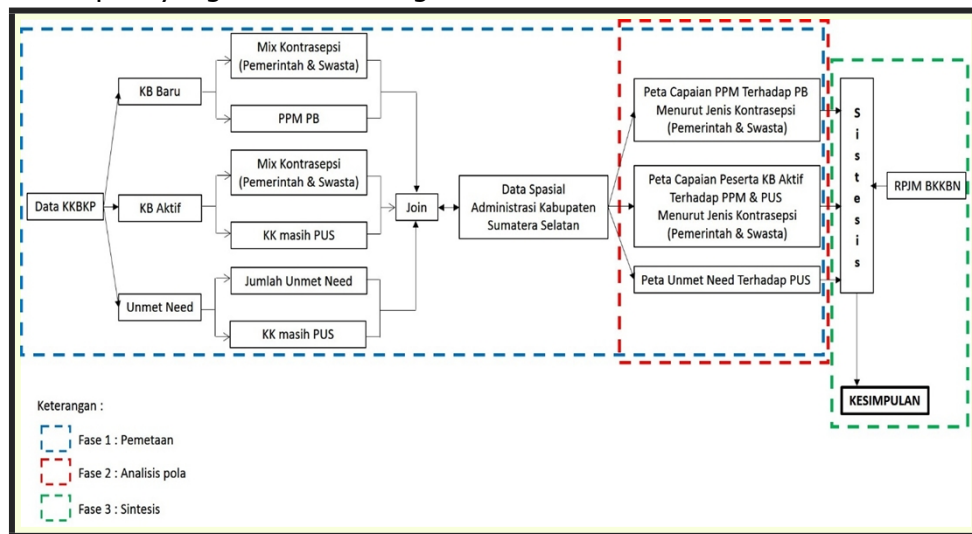 Mix Kontrasepsi
(Pemerintah & Swasta)
KB Baru
PPM PB
Mix Kontrasepsi
(Pemerintah & Swasta)
Data KKBKP
KB Aktif
KK masih PUS
Jumlah Unmet Need
Unmet Need
KK masih PUS
Join
Data Spasial
Administrasi Kabupaten
Sumatera Selatan
Peta Capaian PPM Terhadap PB
Menurut Jenis Kontrasepsi
(Pemerintah & Swasta)
Peta Capaian Peserta KB Aktif
Terhadap PPM & PUS
Menurut Jenis Kontrasepsi
(Pemerintah & Swasta)
Peta Unmet Need Terhadap PUS
S
i
s
t
e
s
i
s
RPJM BKKBN
KESIMPULAN
Keterangan :
Fase 1 : Pemetaan
Fase 2 : Analisis pola
Fase 3 : Sintesis